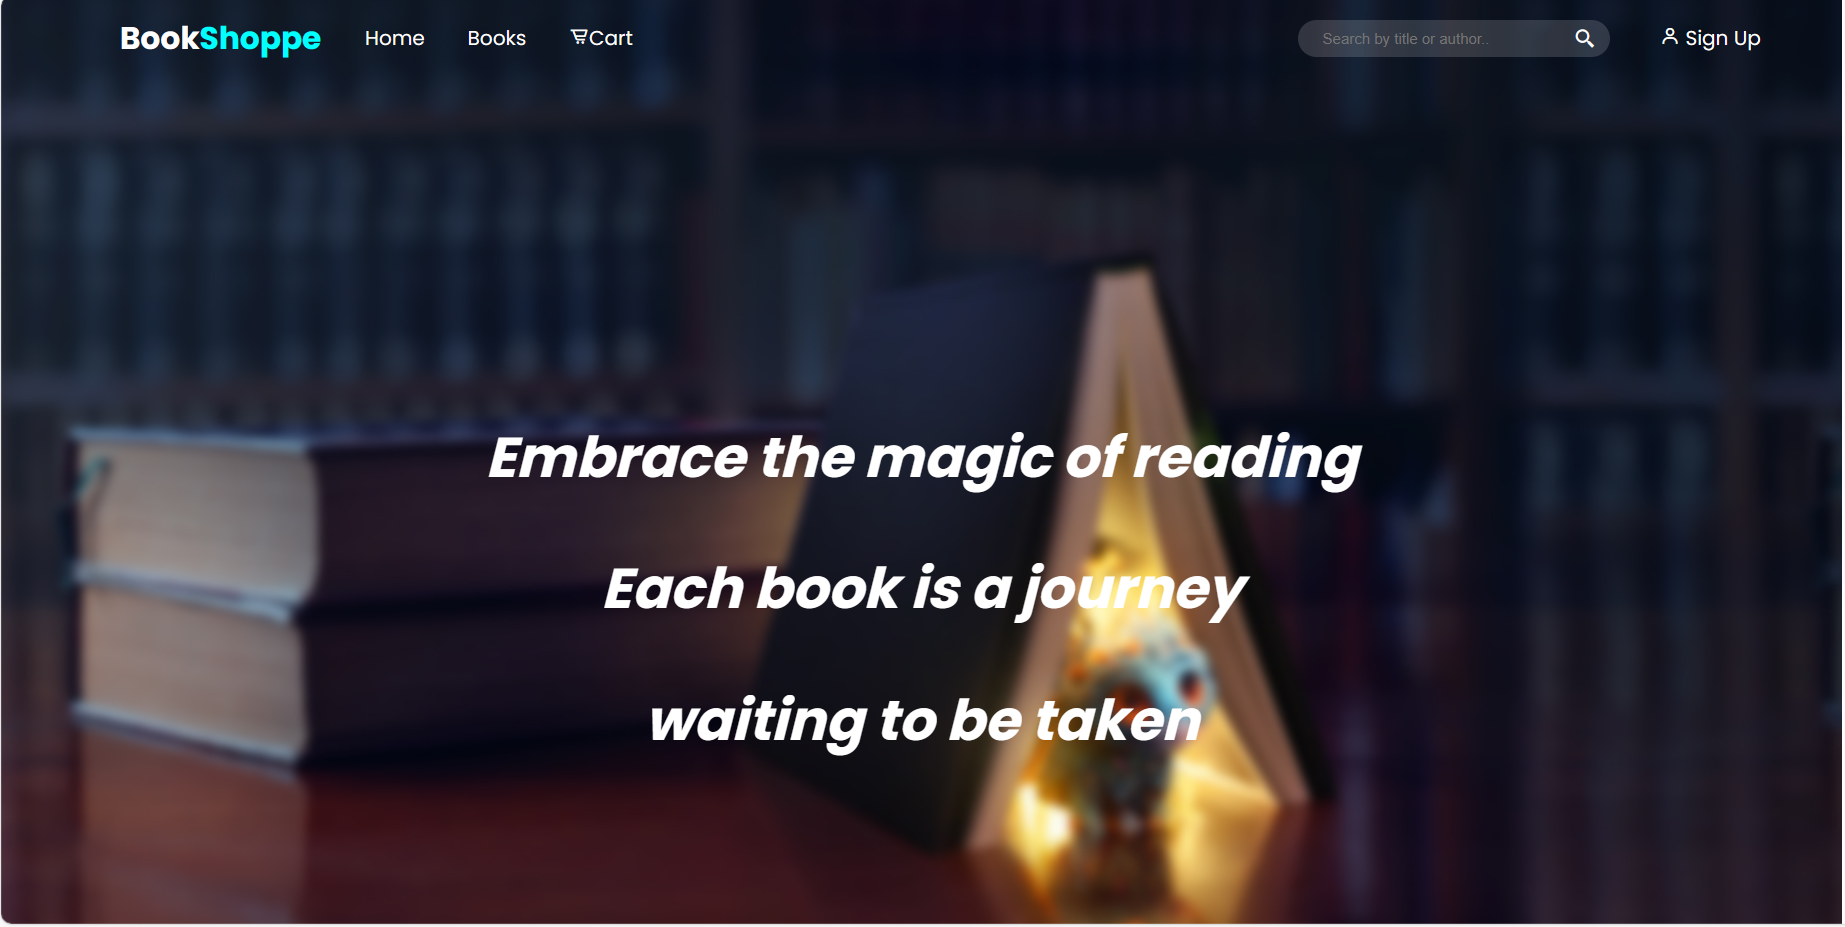 BookShoppe Home Books Cart Search by title or author.. Sign Up
Embrace the magic of reading
Each book is a journey
waiting to be taken